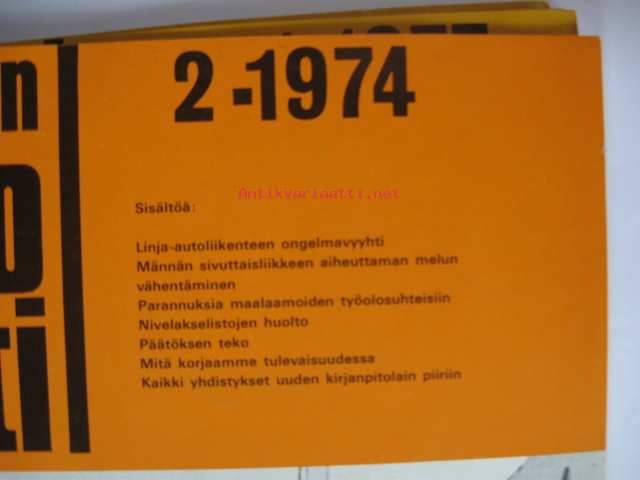 n
2-1974
o
ti
Antikvariaatti.net
Sisältöä:
Linja-autoliikenteen ongelmavyyhti
Männän sivuttaisliikkeen aiheuttaman melun
vähentäminen
Parannuksia maalaamoiden työolosuhteisiin
Nivelakselistojen huolto
Päätöksen teko
Mitä korjaamme tulevaisuudessa
Kaikki yhdistykset uuden kirjanpitolain piiriin